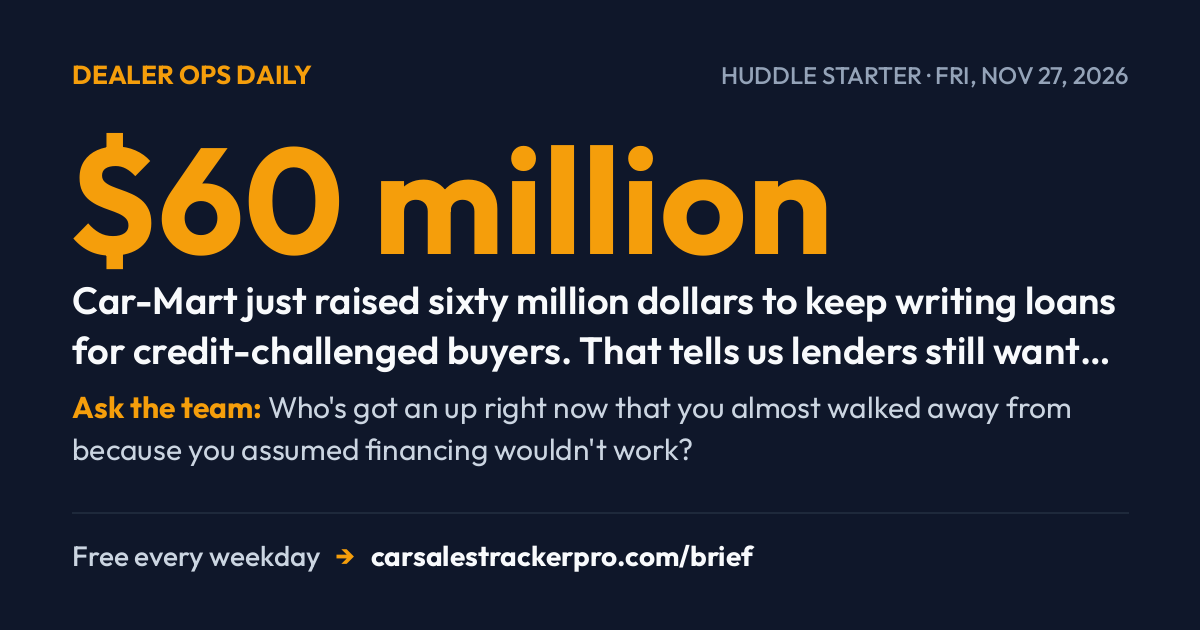 DEALER OPS DAILY
HUDDLE STARTER · FRI, NOV 27, 2026
$60 million
Car-Mart just raised sixty million dollars to keep writing loans
for credit-challenged buyers. That tells us lenders still want...
Ask the team: Who's got an up right now that you almost walked away from
because you assumed financing wouldn't work?
Free every weekday → carsalestrackerpro.com/brief